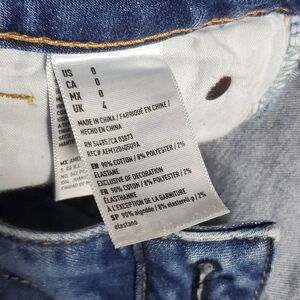 US 0
CA 0
MX 0
UK 4
MADE IN CHINA / FABRIQUÉ EN CHINE /
HECHO EN CHINA
RN 54485/CA 03873
EN 90% COTTON / 8% POLYESTER / 2%
ELASTANE
EXCLUSIVE OF DECORATION
FR 90% COTON / 8% POLYESTER / 2%
ÉLASTHANNE
À L'EXCEPTION DE LA GARNITURE
SP 90% algodón / 8% / 2%
elastano